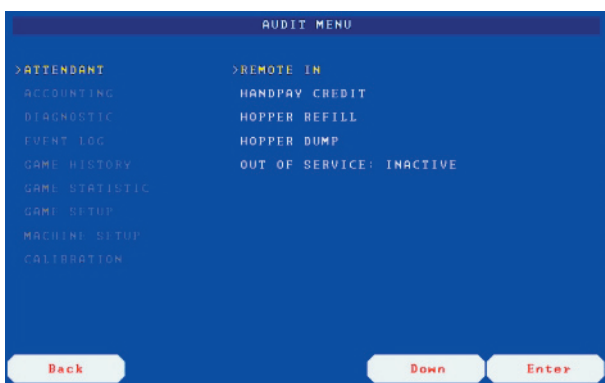 AUDIT MENU
>ATTENDANT
ACCOUNTING
DIAGNOSTIC
EVENT LOG
GAME HISTORY
GAME STATISTIC
GAME SETUP
MACHINE SETUP
CALIBRATION
>REMOTE IN
HANDPAY CREDIT
HOPPER REFILL
HOPPER DUMP
OUT OF SERVICE: INACTIVE
Back
Down
Enter